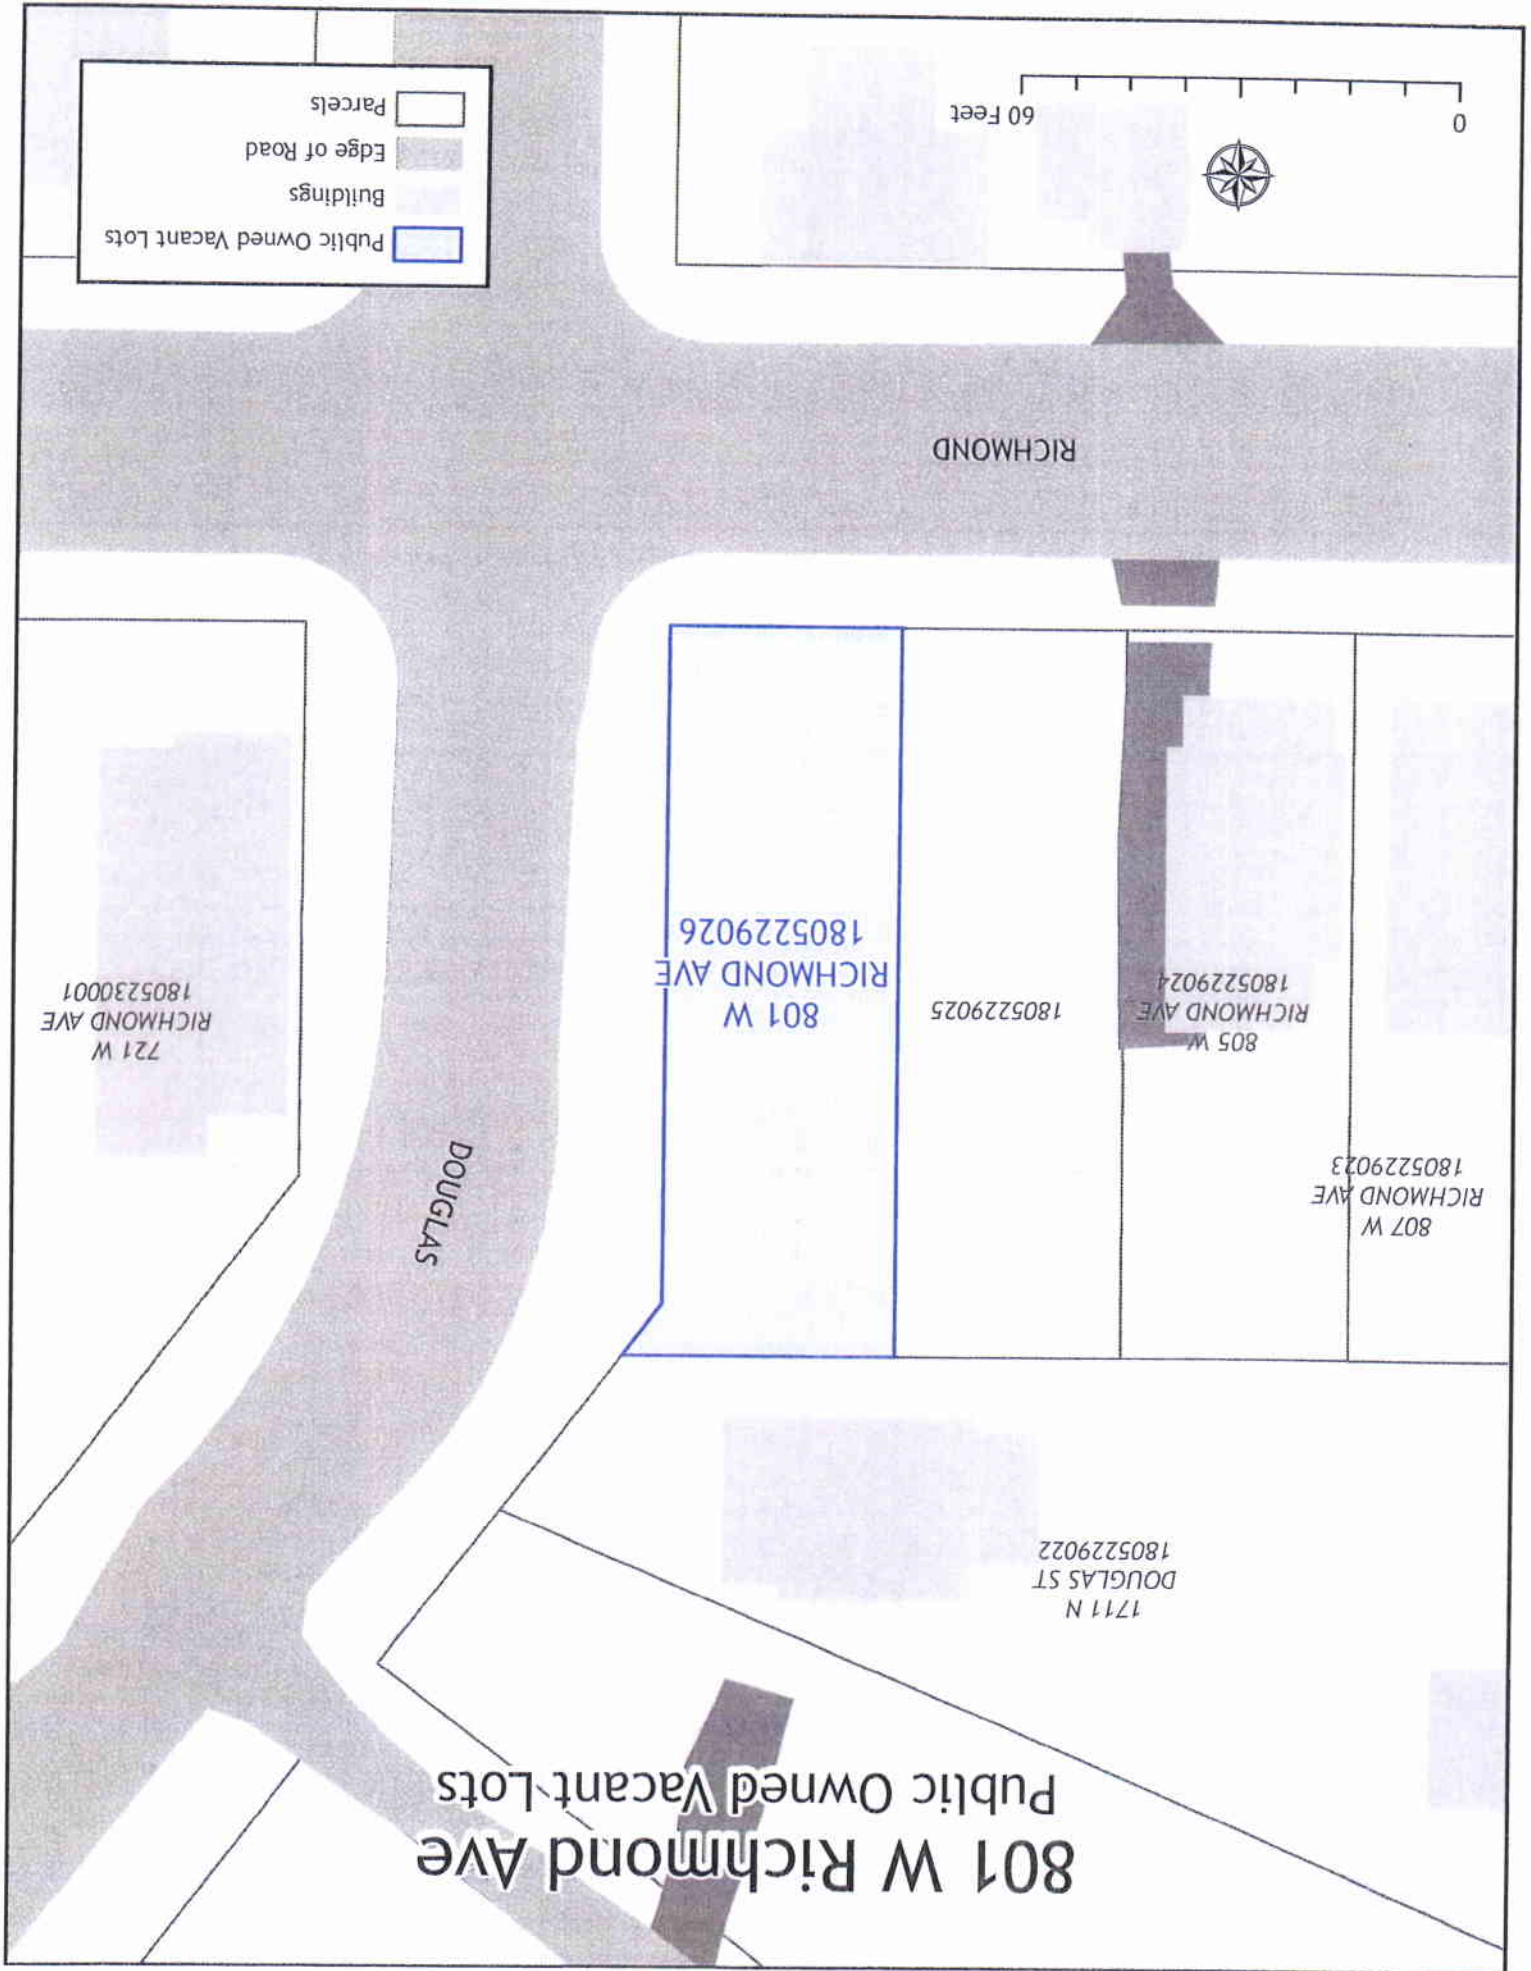 801 W Richmond Ave
Public Owned Vacant Lots
1711 N
DOUGLAS ST
1805229022
807 W
RICHMOND AVE
1805229023
805 W
RICHMOND AVE
1805229024
1805229025
801 W
RICHMOND AVE
1805229026
DOUGLAS
721 W
RICHMOND AVE
1805230001
RICHMOND
0
60 Feet
Public Owned Vacant Lots
Buildings
Edge of Road
Parcels